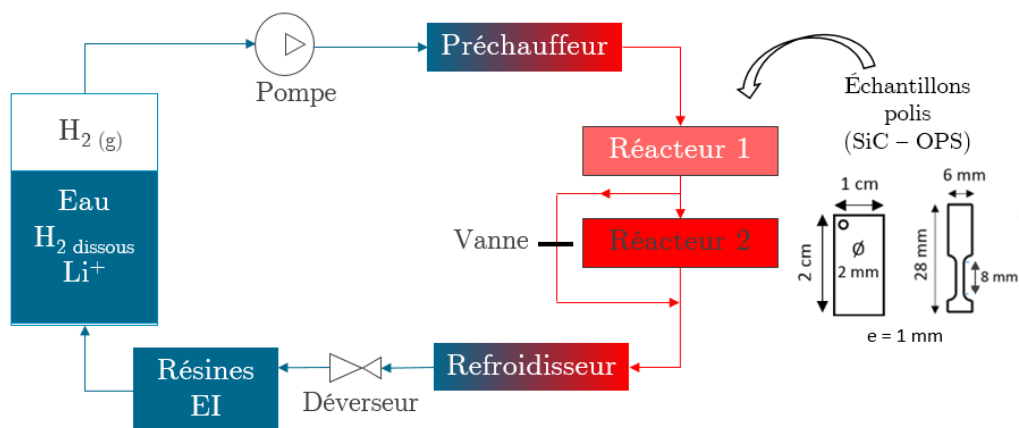 Pompe
Préchauffeur
H2 (g)
Eau
H2 dissous
Li+
Réacteur 1
Vanne
Réacteur 2
Échantillons
polis
(SiC – OPS)
1 cm
2 cm
Ø
2 mm
6 mm
28 mm
8 mm
e = 1 mm
Refroidisseur
Déverseur
Résines
EI